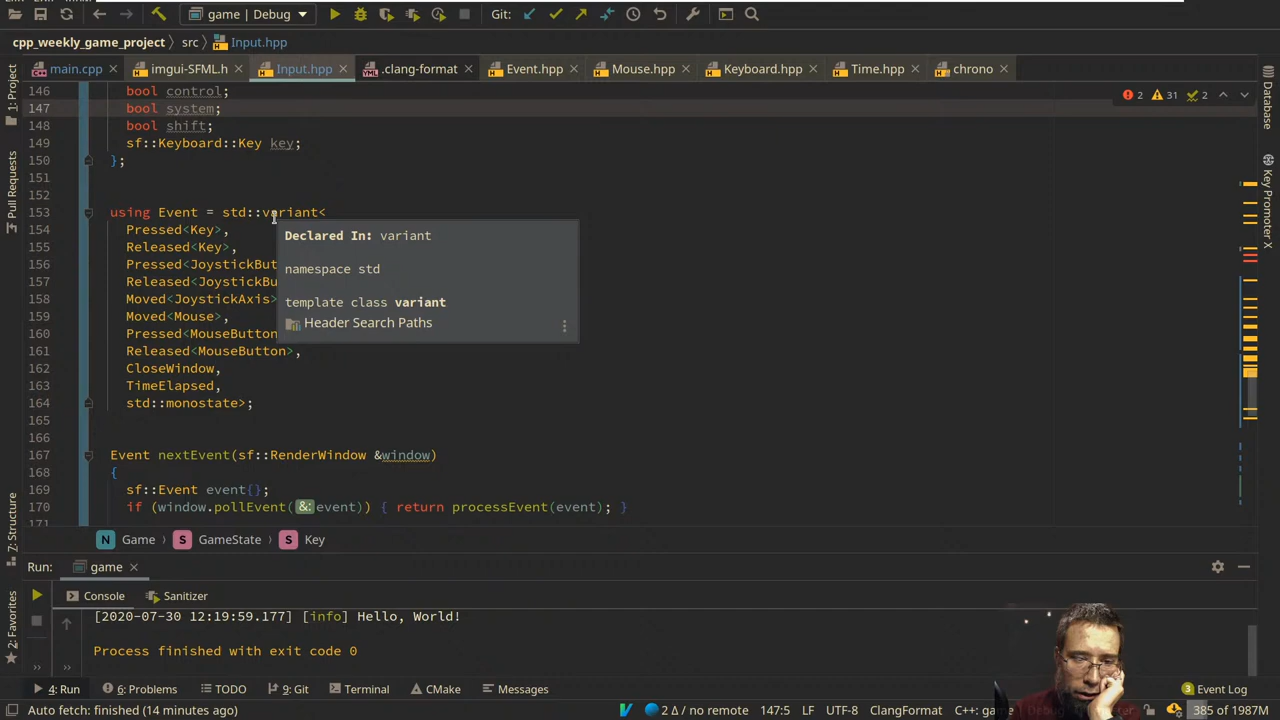 game | Debug
Git:
cpp_weekly_game_project
src
Input.hpp
main.cpp
imgui-SFML.h
Input.hpp
.clang-format
Event.hpp
Mouse.hpp
Keyboard.hpp
Time.hpp
chrono
1: Project
Pull Requests
7: Structure
2: Favorites
Database
Key Promoter X
2 31 2
146 bool control;
147 bool system;
148 bool shift;
149 sf::Keyboard::Key key;
150 };
151
152
153 using Event = std::variant<
154 Pressed<Key>,
155 Released<Key>,
156 Pressed<JoystickBut
157 Released<JoystickBu
158 Moved<JoystickAxis>
159 Moved<Mouse>,
160 Pressed<MouseButton
161 Released<MouseButton>,
162 CloseWindow,
163 TimeElapsed,
164 std::monostate>;
165
166
167 Event nextEvent(sf::RenderWindow &window)
168 {
169 sf::Event event{};
170 if (window.pollEvent(&:event)) { return processEvent(event); }
171
Declared In: variant
namespace std
template class variant
Header Search Paths
N Game
S GameState
S Key
Run: game
Console
Sanitizer
[2020-07-30 12:19:59.177] [info] Hello, World!
Process finished with exit code 0
4: Run
6: Problems
TODO
9: Git
Terminal
CMake
Messages
3 Event Log
Auto fetch: finished (14 minutes ago)
2 Δ / no remote
147:5
LF
UTF-8
ClangFormat
C++: game | Debug
385 of 1987M